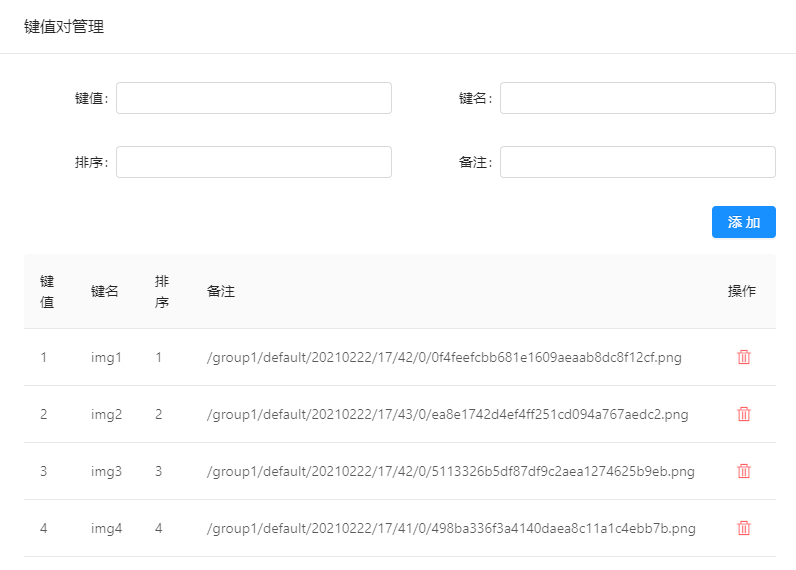 键值对管理
键值: 键名:
排序: 备注:
添 加
键值 键名 排序 备注 操作
1 img1 1 /group1/default/20210222/17/42/0/0f4feefcbb681e1609aeaab8dc8f12cf.png
2 img2 2 /group1/default/20210222/17/43/0/ea8e1742d4ef4ff251cd094a767aedc2.png
3 img3 3 /group1/default/20210222/17/42/0/5113326b5df87df9c2aea1274625b9eb.png
4 img4 4 /group1/default/20210222/17/41/0/498ba336f3a4140daea8c11a1c4ebb7b.png